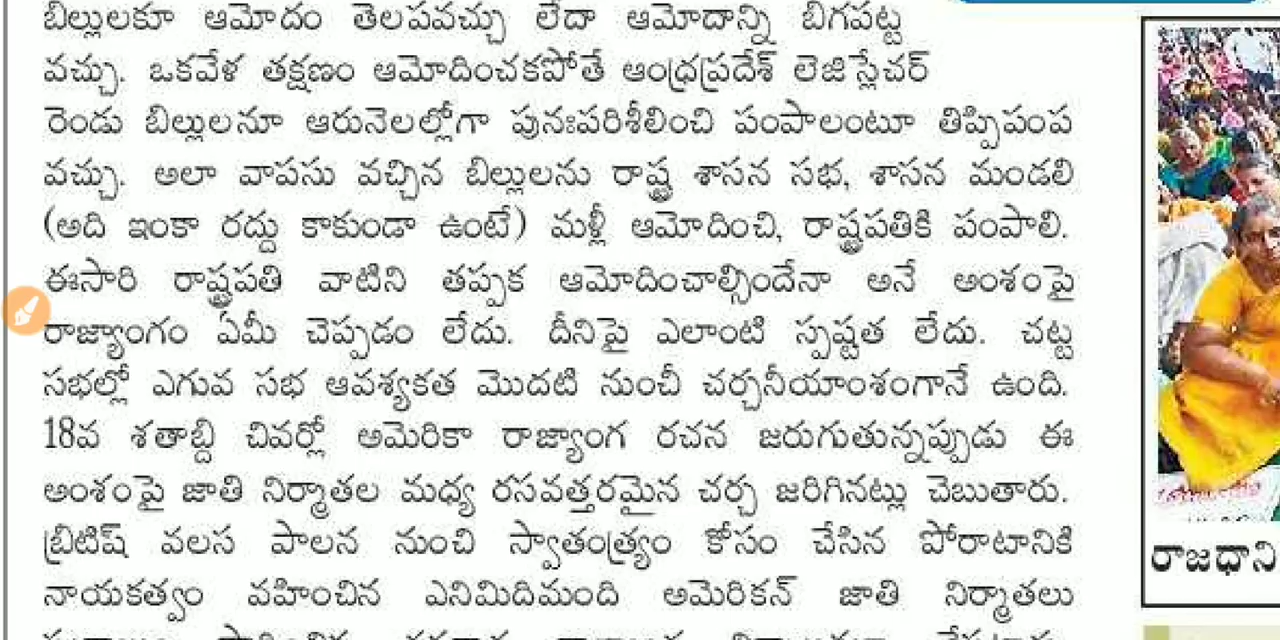 బిల్లులకూ ఆమోదం తెలపవచ్చు లేదా ఆమోదాన్ని బిగపట్ట
వచ్చు. ఒకవేళ తక్షణం ఆమోదించకపోతే ఆంధ్రప్రదేశ్ లెజిస్లేచర్
రెండు బిల్లులనూ ఆరునెలల్లోగా పునఃపరిశీలించి పంపాలంటూ తిప్పిపంప
వచ్చు. అలా వాపసు వచ్చిన బిల్లులను రాష్ట్ర శాసన సభ, శాసన మండలి
(అది ఇంకా రద్దు కాకుండా ఉంటే) మళ్లీ ఆమోదించి, రాష్ట్రపతికి పంపాలి.
ఈసారి రాష్ట్రపతి వాటిని తప్పక ఆమోదించాల్సిందేనా అనే అంశంపై
రాజ్యాంగం ఏమీ చెప్పడం లేదు. దీనిపై ఎలాంటి స్పష్టత లేదు. చట్ట
సభల్లో ఎగువ సభ ఆవశ్యకత మొదటి నుంచీ చర్చనీయాంశంగానే ఉంది.
18వ శతాబ్ది చివర్లో అమెరికా రాజ్యాంగ రచన జరుగుతున్నప్పుడు ఈ
అంశంపై జాతి నిర్మాతల మధ్య రసవత్తరమైన చర్చ జరిగినట్లు చెబుతారు.
బ్రిటిష్ వలస పాలన నుంచి స్వాతంత్ర్యం కోసం చేసిన పోరాటానికి
నాయకత్వం వహించిన ఎనిమిదిమంది అమెరికన్ జాతి నిర్మాతలు
రాజధాని